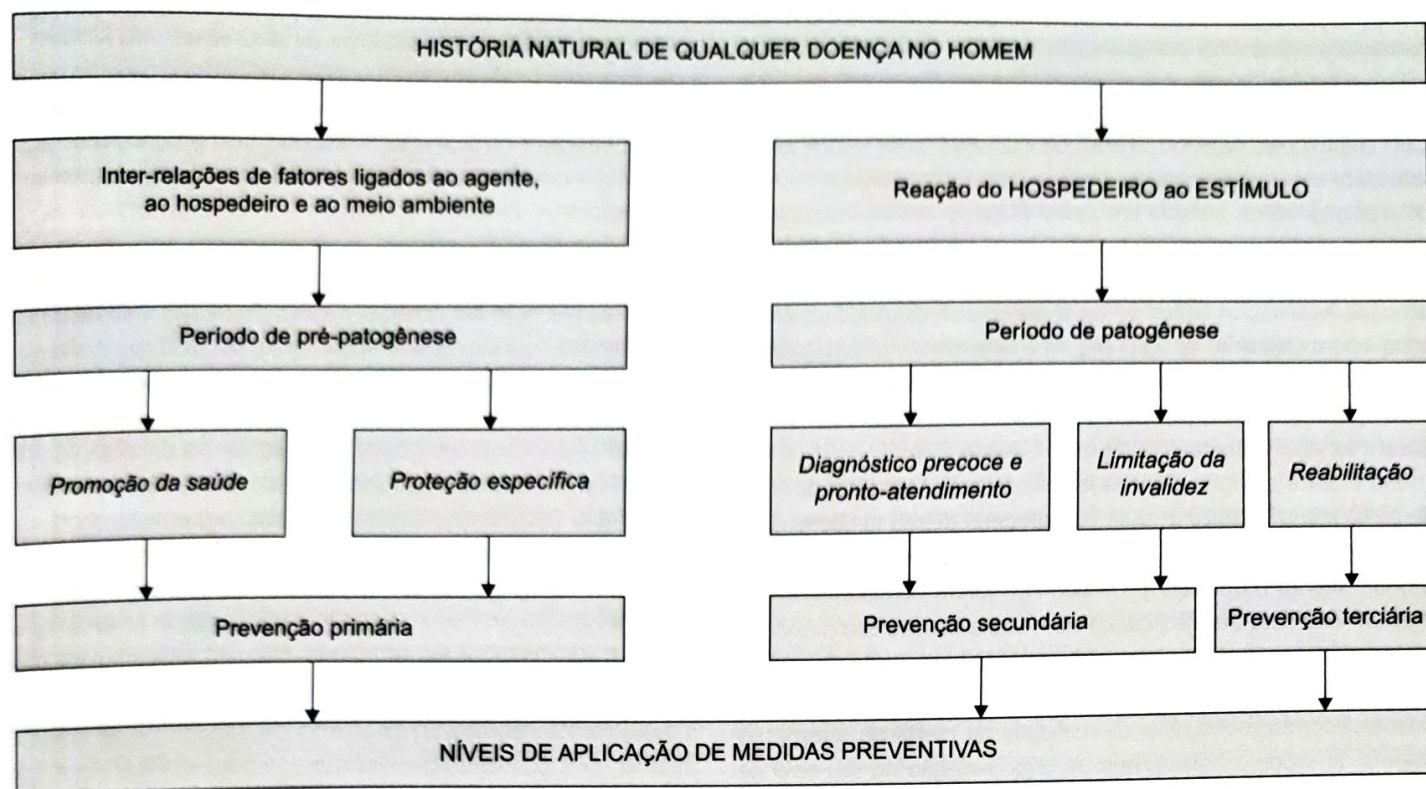 HISTÓRIA NATURAL DE QUALQUER DOENÇA NO HOMEM
Inter-relações de fatores ligados ao agente,
ao hospedeiro e ao meio ambiente
Reação do HOSPEDEIRO ao ESTÍMULO
Período de pré-patogênese
Período de patogênese
Promoção da saúde
Proteção específica
Diagnóstico precoce e
pronto-atendimento
Limitação da
invalidez
Reabilitação
Prevenção primária
Prevenção secundária
Prevenção terciária
NÍVEIS DE APLICAÇÃO DE MEDIDAS PREVENTIVAS